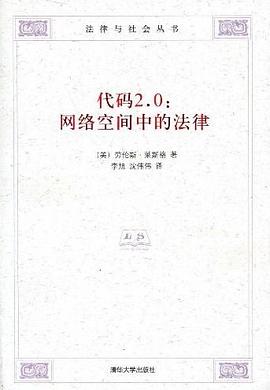 法律与社会丛书
代码2.0:
网络空间中的法律
(美) 劳伦斯·莱斯格 著
李旭 沈伟伟 译
LS
清华大学出版社